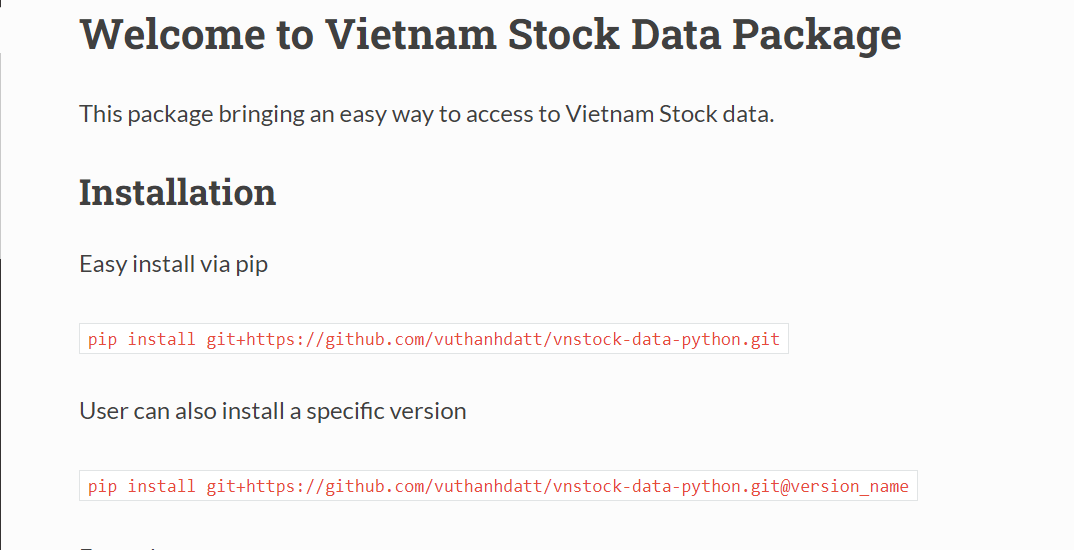 Welcome to Vietnam Stock Data Package
This package bringing an easy way to access to Vietnam Stock data.
Installation
Easy install via pip
pip install git+https://github.com/vuthanhdatt/vnstock-data-python.git
User can also install a specific version
pip install git+https://github.com/vuthanhdatt/vnstock-data-python.git@version_name